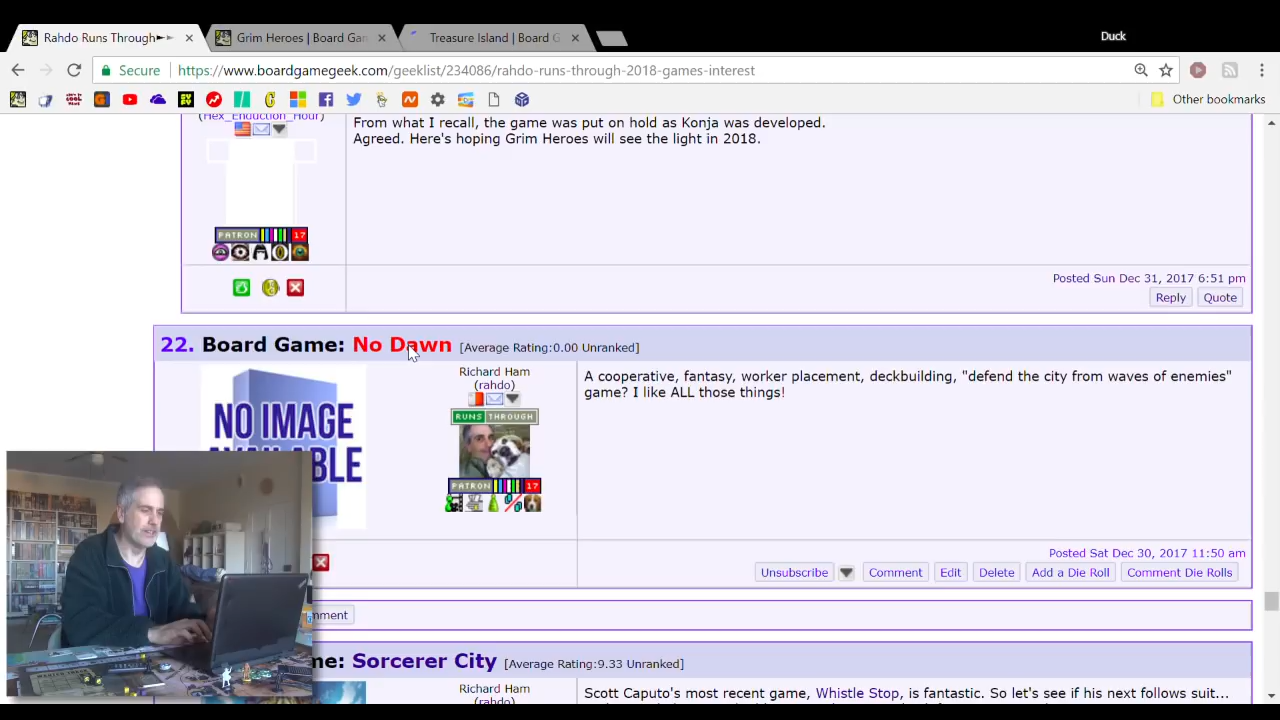 Rahdo Runs Through
Grim Heroes | Board Gam
Treasure Island | Board G
Duck
Secure
https://www.boardgamegeek.com/geeklist/234086/rahdo-runs-through-2018-games-interest
Other bookmarks
(Hex_Enduction_Hour)
From what I recall, the game was put on hold as Konja was developed.
Agreed. Here's hoping Grim Heroes will see the light in 2018.
PATRON 17
Posted Sun Dec 31, 2017 6:51 pm
Reply Quote
22. Board Game: No Dawn [Average Rating:0.00 Unranked]
NO IMAGE
AVAILABLE
Richard Ham
(rahdo)
RUNS THROUGH
PATRON 17
A cooperative, fantasy, worker placement, deckbuilding, "defend the city from waves of enemies"
game? I like ALL those things!
Posted Sat Dec 30, 2017 11:50 am
Unsubscribe Comment Edit Delete Add a Die Roll Comment Die Rolls
mment
me: Sorcerer City [Average Rating:9.33 Unranked]
Richard Ham
(rahdo)
Scott Caputo's most recent game, Whistle Stop, is fantastic. So let's see if his next follows suit...